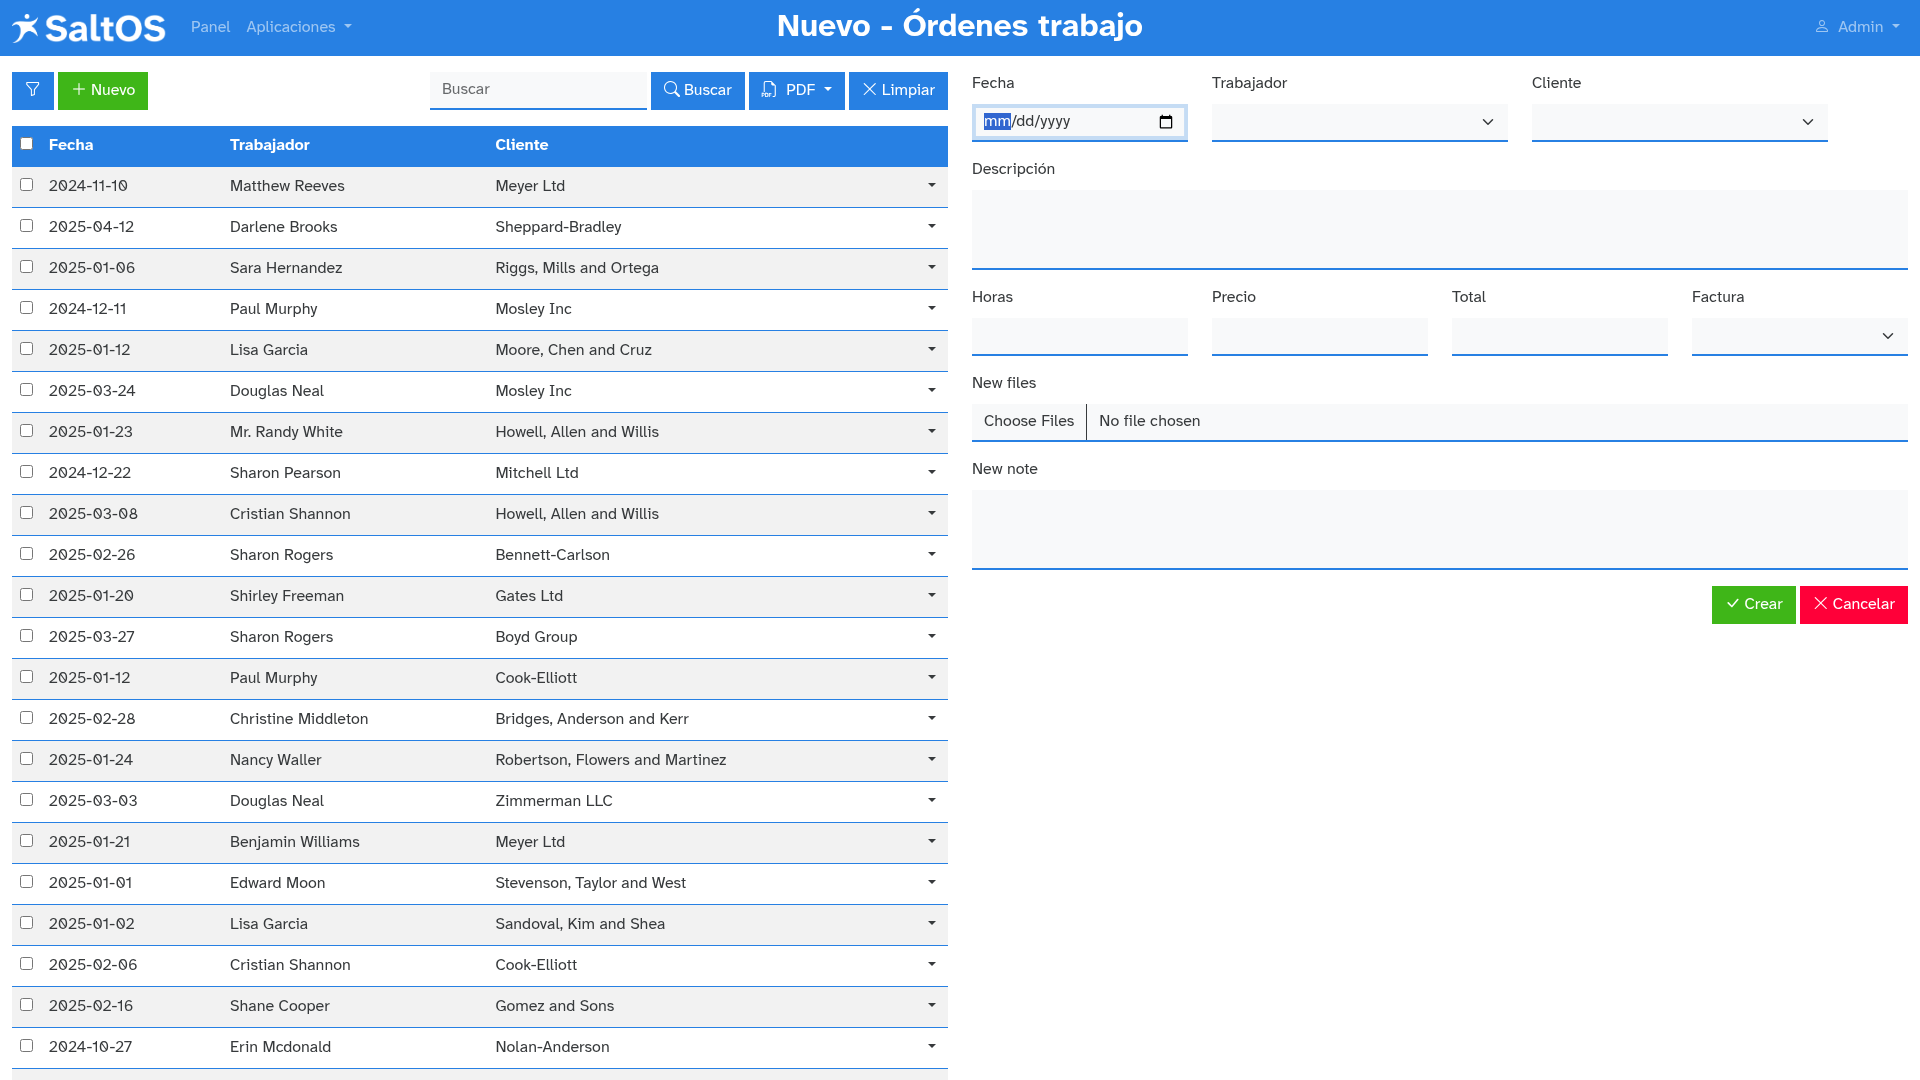 SaltOS Panel Aplicaciones Nuevo - Órdenes trabajo Admin
Nuevo Buscar Buscar PDF Limpiar
Fecha Trabajador Cliente
2024-11-10 Matthew Reeves Meyer Ltd
2025-04-12 Darlene Brooks Sheppard-Bradley
2025-01-06 Sara Hernandez Riggs, Mills and Ortega
2024-12-11 Paul Murphy Mosley Inc
2025-01-12 Lisa Garcia Moore, Chen and Cruz
2025-03-24 Douglas Neal Mosley Inc
2025-01-23 Mr. Randy White Howell, Allen and Willis
2024-12-22 Sharon Pearson Mitchell Ltd
2025-03-08 Cristian Shannon Howell, Allen and Willis
2025-02-26 Sharon Rogers Bennett-Carlson
2025-01-20 Shirley Freeman Gates Ltd
2025-03-27 Sharon Rogers Boyd Group
2025-01-12 Paul Murphy Cook-Elliott
2025-02-28 Christine Middleton Bridges, Anderson and Kerr
2025-01-24 Nancy Waller Robertson, Flowers and Martinez
2025-03-03 Douglas Neal Zimmerman LLC
2025-01-21 Benjamin Williams Meyer Ltd
2025-01-01 Edward Moon Stevenson, Taylor and West
2025-01-02 Lisa Garcia Sandoval, Kim and Shea
2025-02-06 Cristian Shannon Cook-Elliott
2025-02-16 Shane Cooper Gomez and Sons
2024-10-27 Erin Mcdonald Nolan-Anderson
Fecha Trabajador Cliente
mm/dd/yyyy
Descripción
Horas Precio Total Factura
New files
Choose Files No file chosen
New note
Crear Cancelar